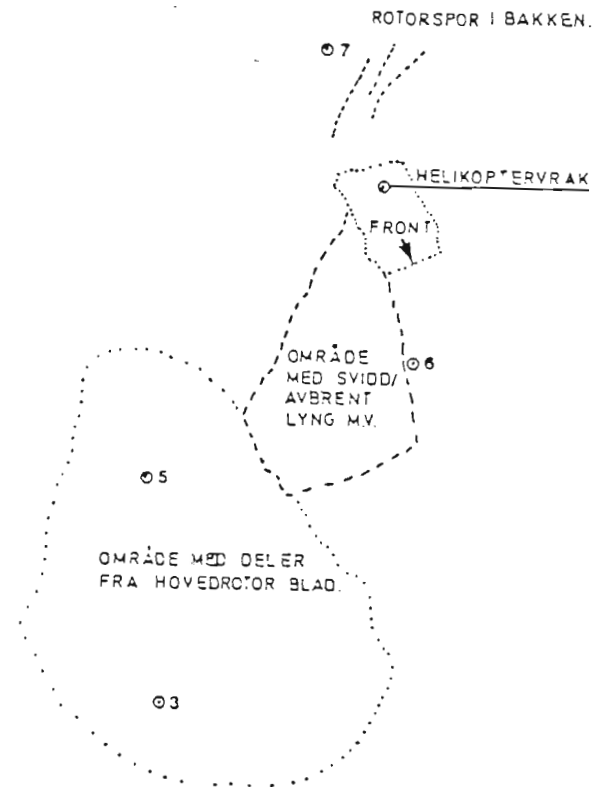 ROTORSPOR I BAKKEN.
7
HELIKOPTERVRAK
FRONT
OMRÅDE
MED SVIDD/
AVBRENT
LYNG M.V.
6
5
OMRÅDE MED DELER
FRA HOVEDROTOR BLAD.
3